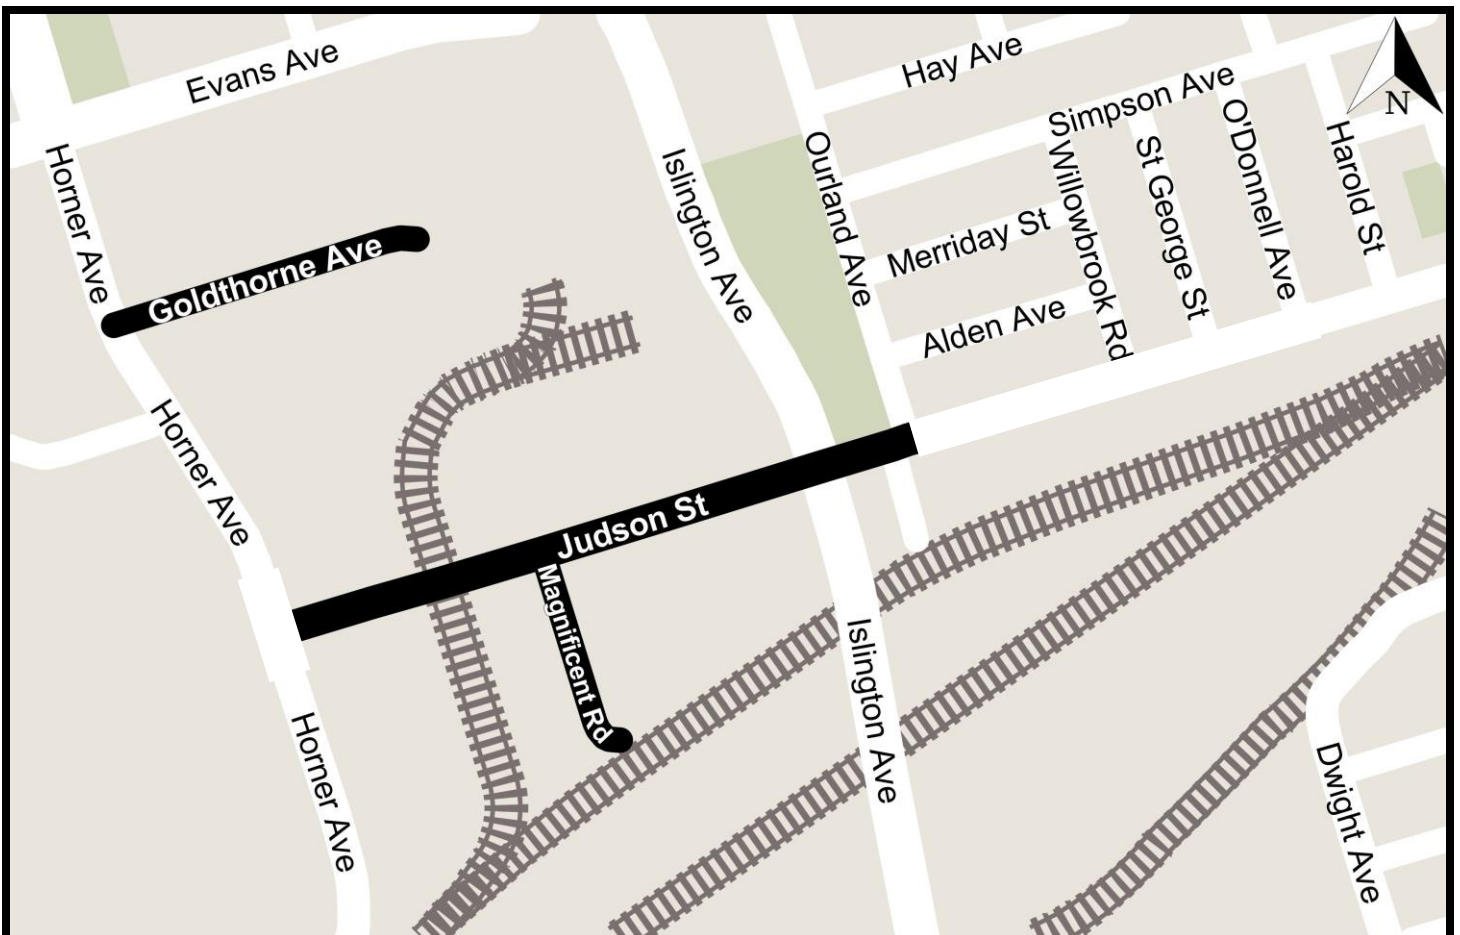 Evans Ave
Hay Ave
N
Simpson Ave
Horner Ave
Islington Ave
Ourland Ave
Willowbrook Rd
St George St
O'Donnell Ave
Harold St
Goldthorne Ave
Merriday St
Alden Ave
Horner Ave
Judson St
Magnificent Rd
Islington Ave
Horner Ave
Dwight Ave